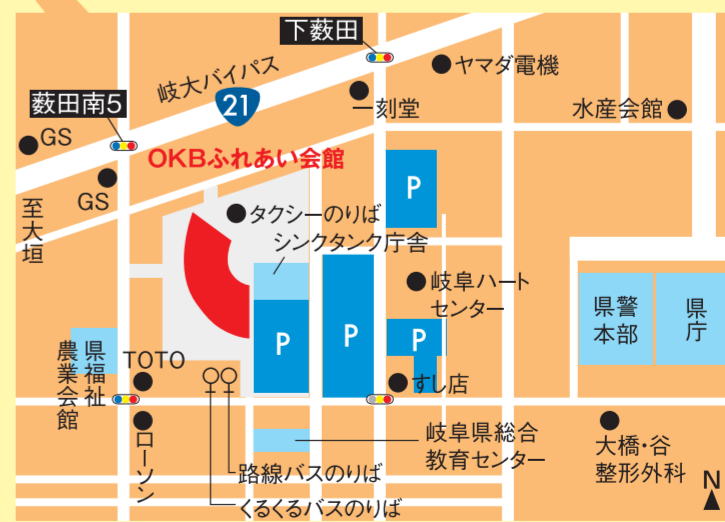 下薮田
ヤマダ電機
岐大バイパス
21
一刻堂
水産会館
薮田南5
GS
OKBふれあい会館
P
GS
至大垣
タクシーのりば
シンクタンク庁舎
岐阜ハート
センター
県警
本部
県庁
P
P
P
県福祉
農業会館
TOTO
すし店
ローソン
岐阜県総合
教育センター
大橋・谷
整形外科
路線バスのりば
くるくるバスのりば
N